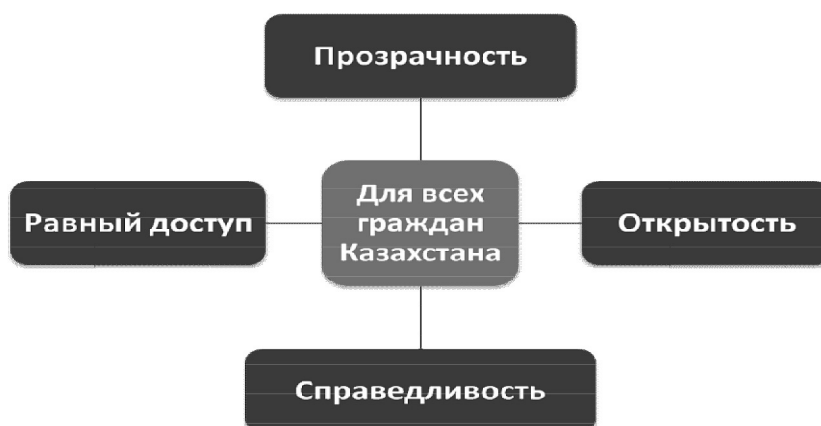 Прозрачность
Равный доступ
Для всех
граждан
Казахстана
Открытость
Справедливость